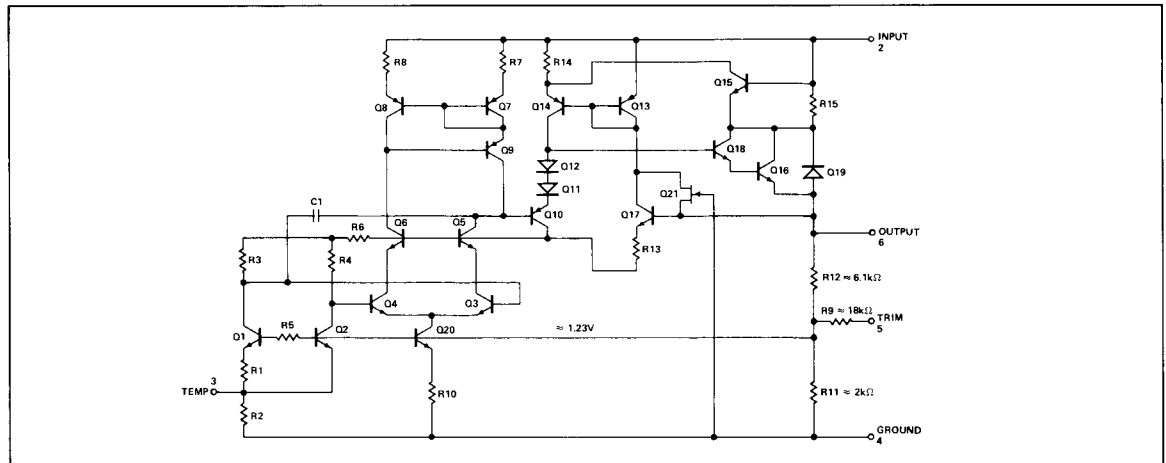 INPUT
2
R8
R7
R14
Q15
R15
Q8
Q7
Q14
Q13
Q9
Q18
Q16
Q12
Q19
Q11
Q21
C1
Q10
Q17
R6
Q6
Q5
OUTPUT
6
R13
R3
R4
R12 ≈ 6.1kΩ
Q4
Q3
R9 ≈ 18kΩ
TRIM
5
R5
Q1
Q2
Q20
≈ 1.23V
R1
TEMP
3
R10
R11 ≈ 2kΩ
R2
GROUND
4